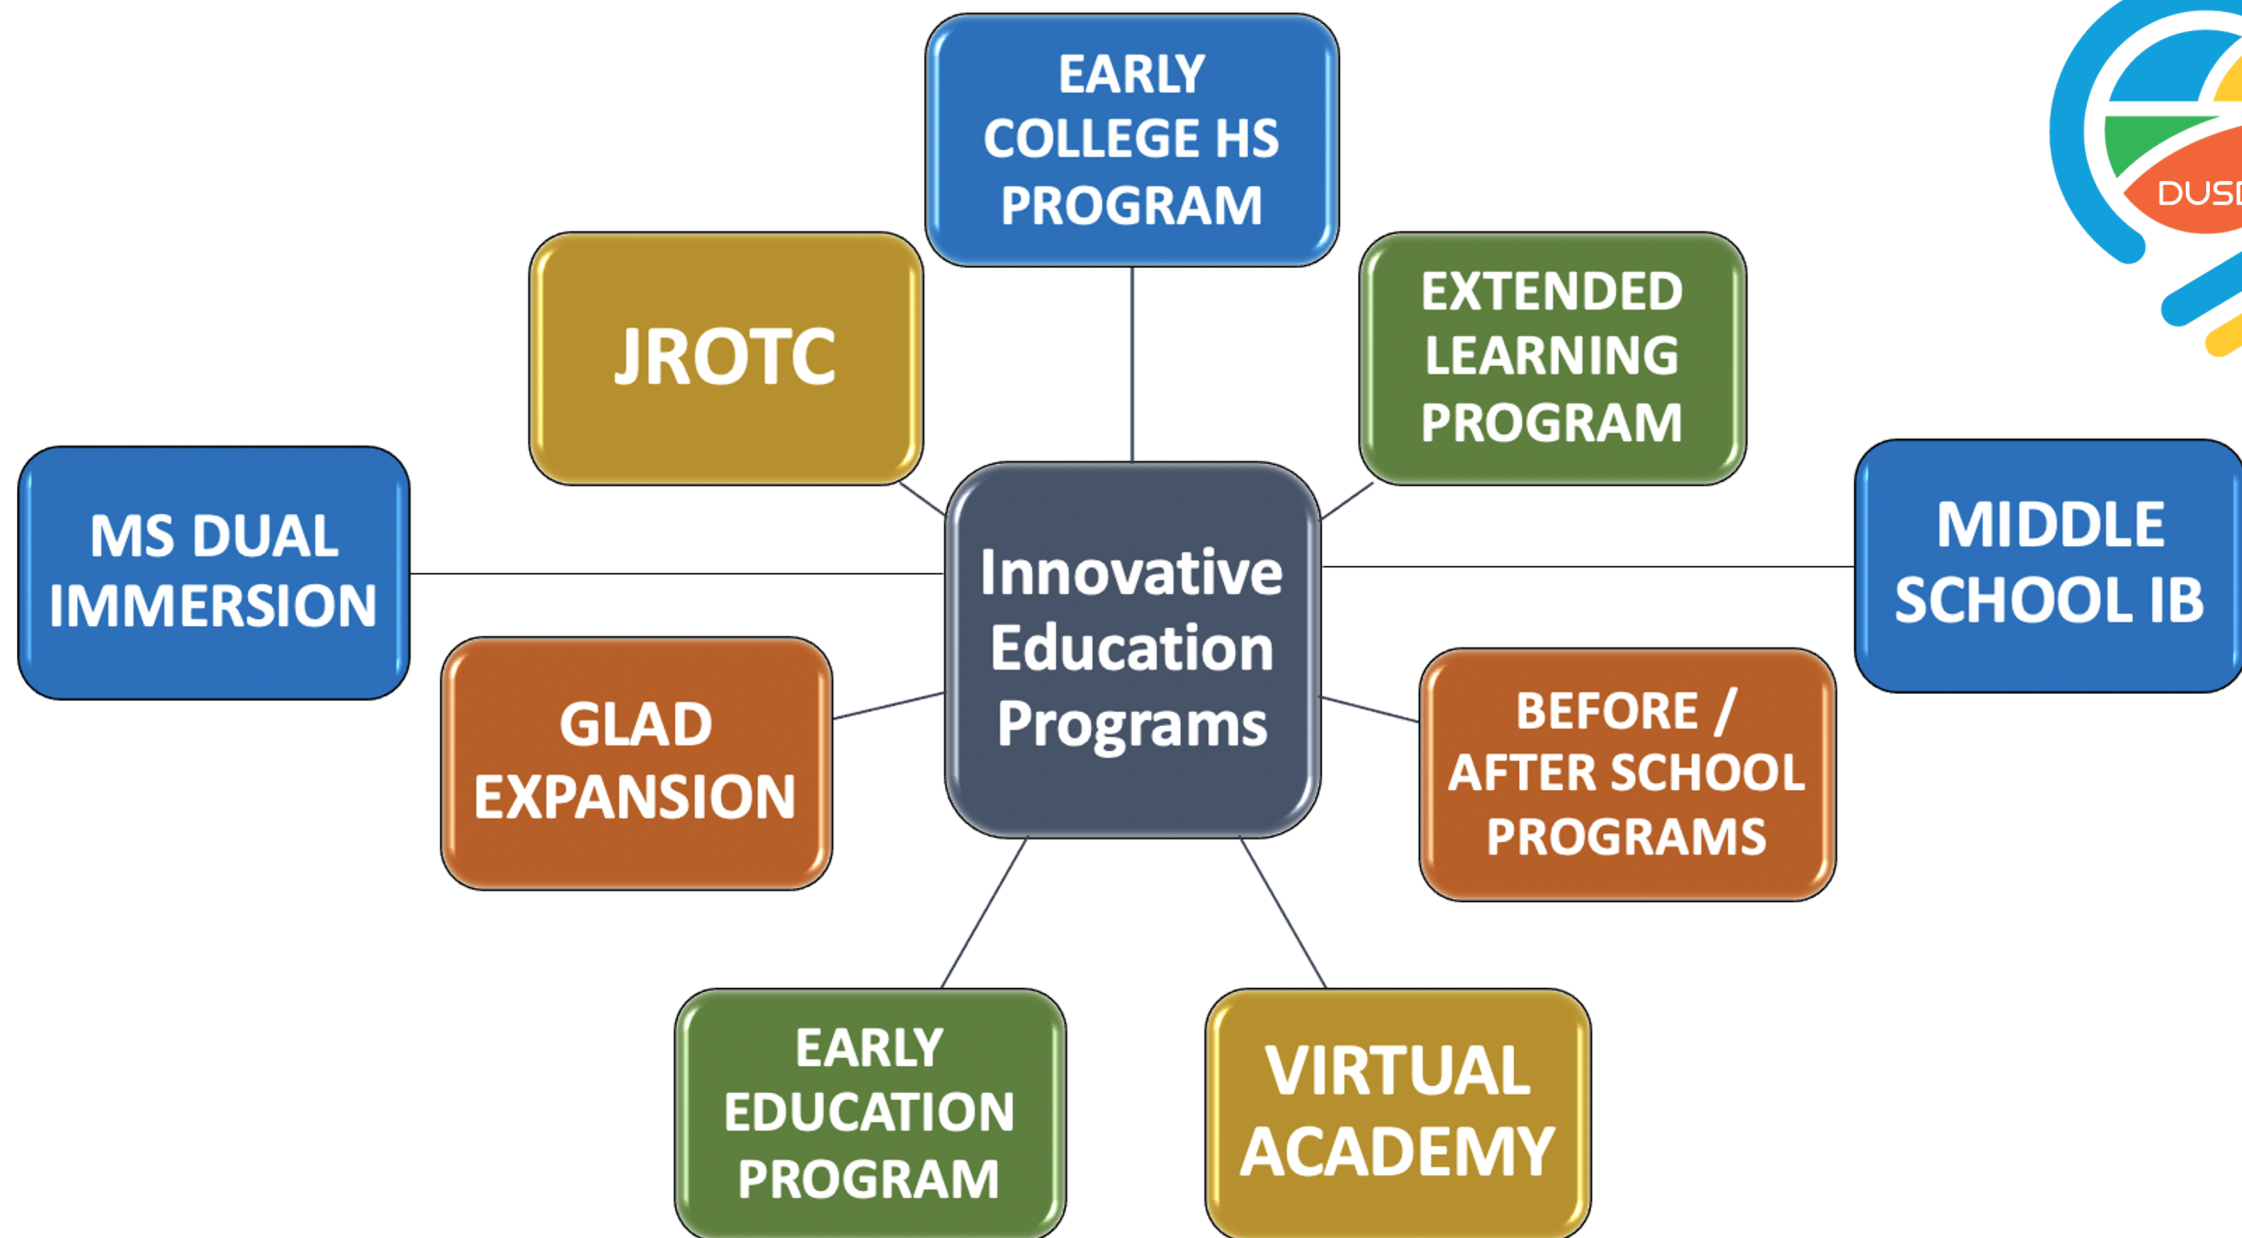 EARLY
COLLEGE HS
PROGRAM
JROTC
EXTENDED
LEARNING
PROGRAM
MS DUAL
IMMERSION
Innovative
Education
Programs
MIDDLE
SCHOOL IB
GLAD
EXPANSION
BEFORE /
AFTER SCHOOL
PROGRAMS
EARLY
EDUCATION
PROGRAM
VIRTUAL
ACADEMY
DUSD